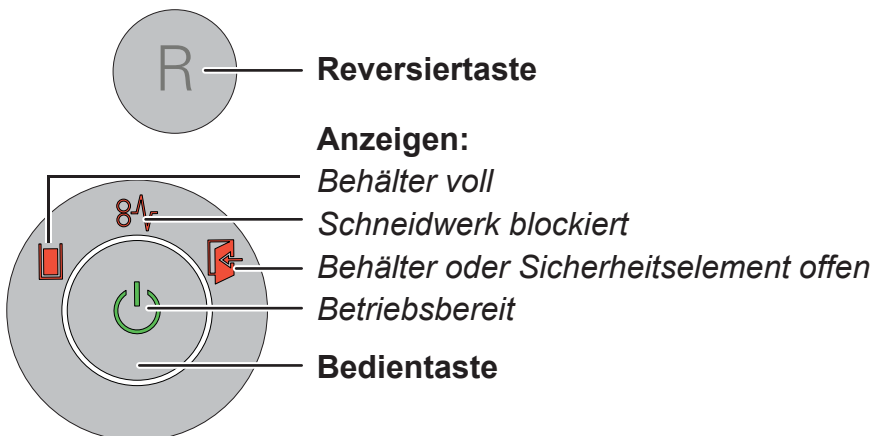 R
Reversiertaste
Anzeigen:
Behälter voll
Schneidwerk blockiert
Behälter oder Sicherheitselement offen
Betriebsbereit
Bedientaste